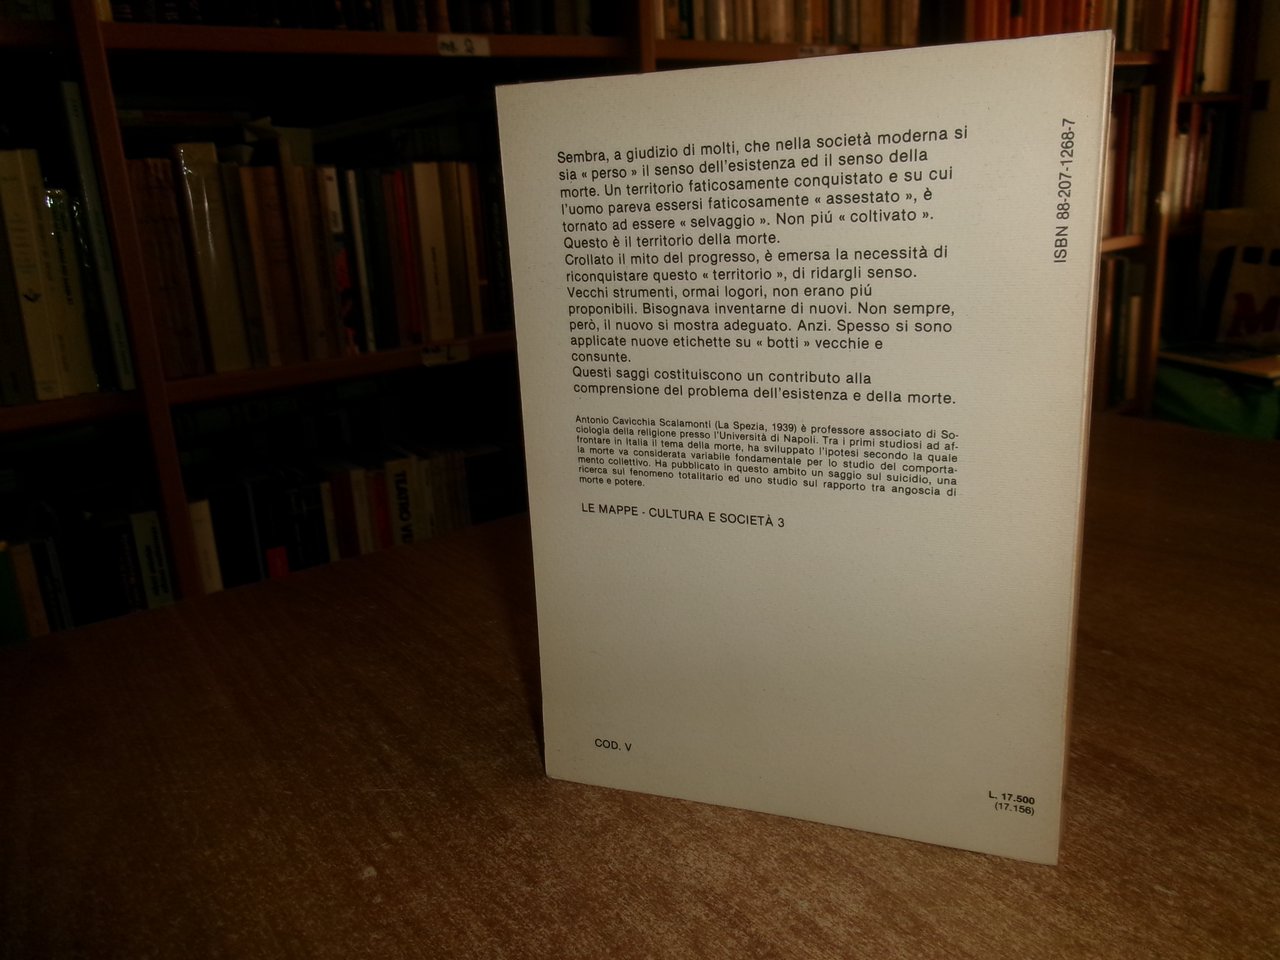 Sembra, a giudizio di molti, che nella società moderna si
sia « perso » il senso dell'esistenza ed il senso della
morte. Un territorio faticosamente conquistato e su cui
l'uomo pareva essersi faticosamente « assestato », è
tornato ad essere « selvaggio ». Non piú « coltivato ».
Questo è il territorio della morte.
Crollato il mito del progresso, è emersa la necessità di
riconquistare questo « territorio », di ridargli senso.
Vecchi strumenti, ormai logori, non erano piú
proponibili. Bisognava inventarne di nuovi. Non sempre,
però, il nuovo si mostra adeguato. Anzi. Spesso si sono
applicate nuove etichette su « botti » vecchie e
consunte.
Questi saggi costituiscono un contributo alla
comprensione del problema dell'esistenza e della morte.
Antonio Cavicchia Scalamonti (La Spezia, 1939) è professore associato di So-
ciologia della religione presso l'Università di Napoli. Tra i primi studiosi ad af-
frontare in Italia il tema della morte, ha sviluppato l'ipotesi secondo la quale
la morte va considerata variabile fondamentale per lo studio del comporta-
mento collettivo. Ha pubblicato in questo ambito un saggio sul suicidio, una
ricerca sul fenomeno totalitario ed uno studio sul rapporto tra angoscia di
morte e potere.
LE MAPPE - CULTURA E SOCIETÀ 3
COD. V
L. 17.500
(17.156)
ISBN 88-207-1268-7
TEATRO